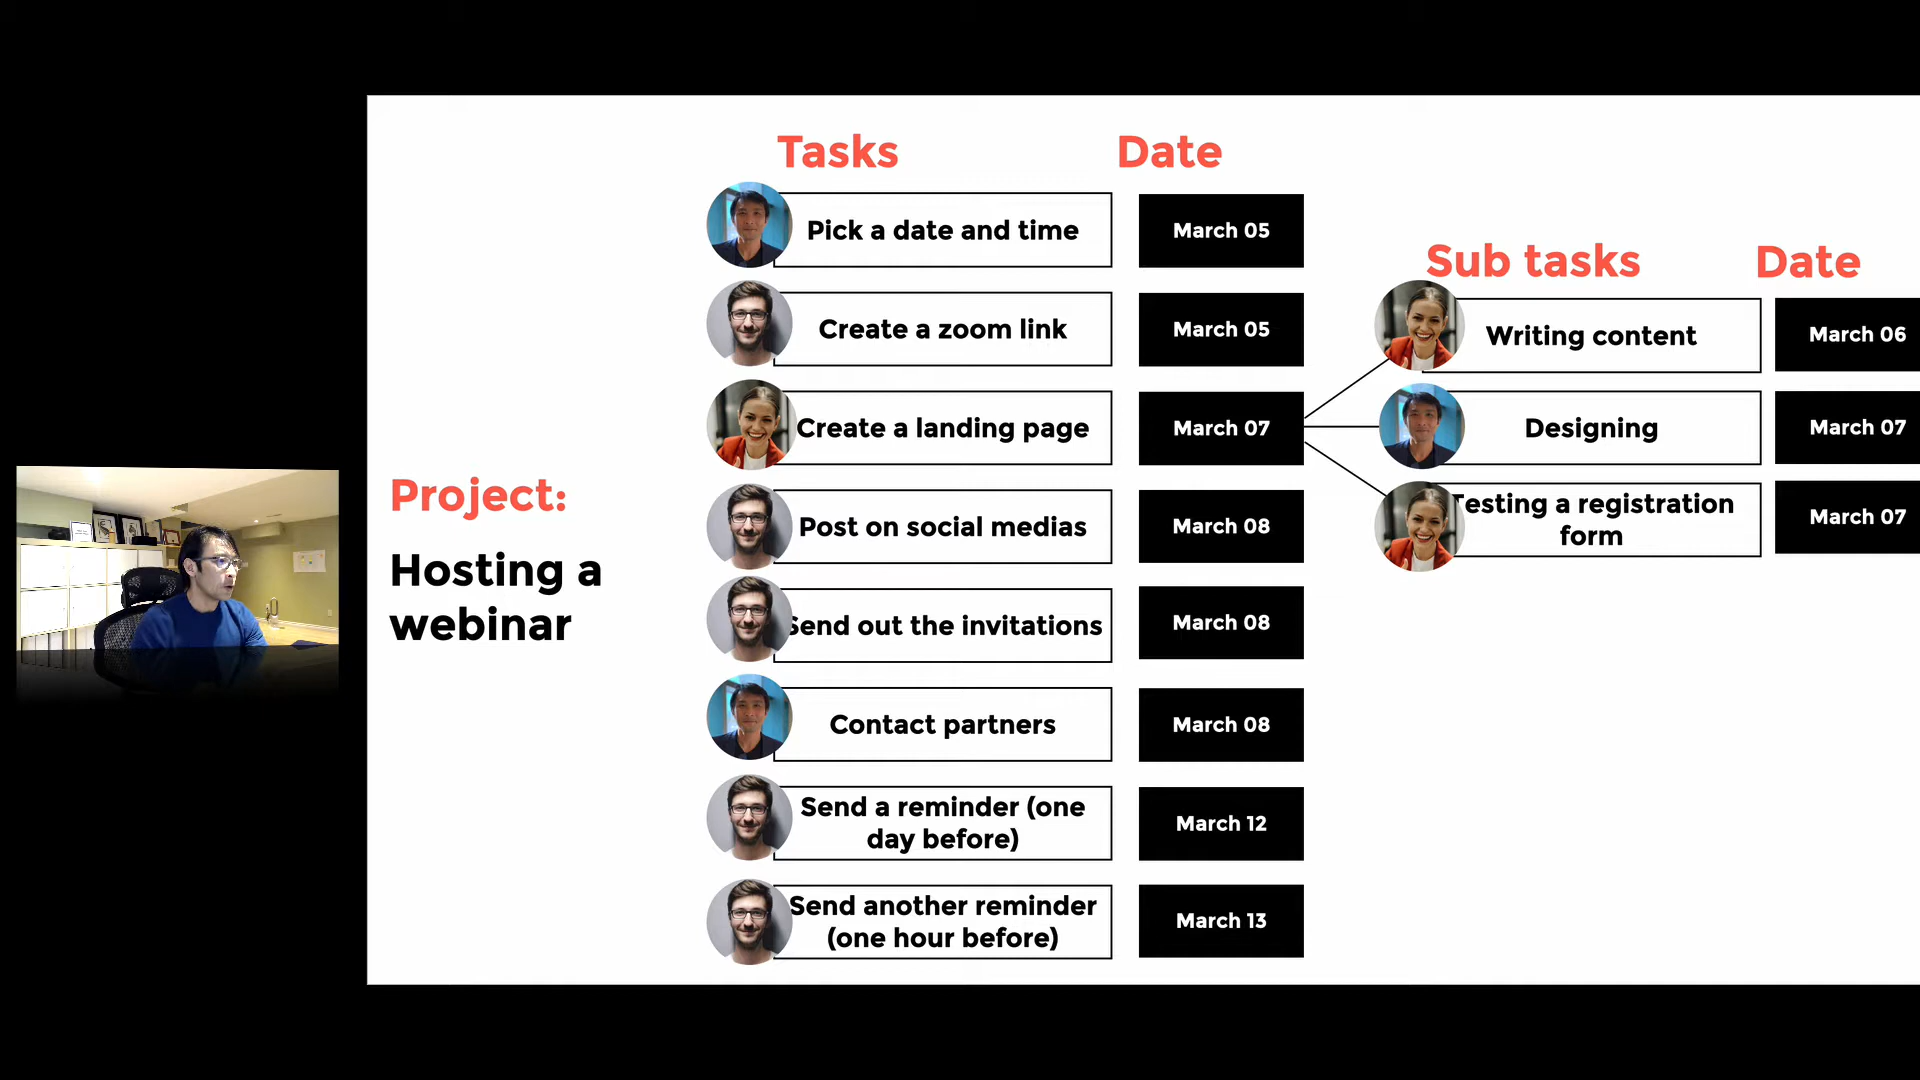 Tasks
Date
Pick a date and time
March 05
Create a zoom link
March 05
Create a landing page
March 07
Post on social medias
March 08
Send out the invitations
March 08
Contact partners
March 08
Send a reminder (one
day before)
March 12
Send another reminder
(one hour before)
March 13
Project:
Hosting a
webinar
Sub tasks
Date
Writing content
March 06
Designing
March 07
Testing a registration
form
March 07